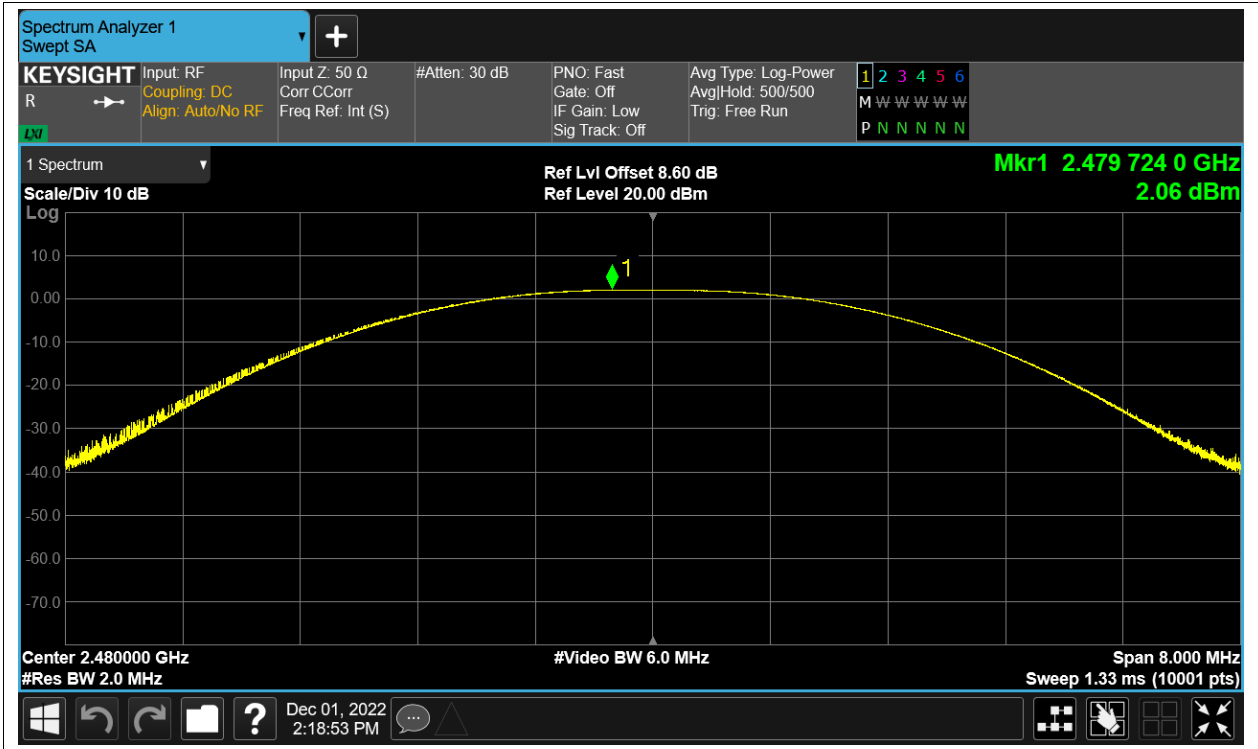 Spectrum Analyzer 1
Swept SA
KEYSIGHT
R
LXI
Input: RF
Coupling: DC
Align: Auto/No RF
Input Z: 50 Ω
Corr CCorr
Freq Ref: Int (S)
#Atten: 30 dB
PNO: Fast
Gate: Off
IF Gain: Low
Sig Track: Off
Avg Type: Log-Power
Avg|Hold: 500/500
Trig: Free Run
1 2 3 4 5 6
M W W W W W
P N N N N N
1 Spectrum
Scale/Div 10 dB
Log
Ref Lvl Offset 8.60 dB
Ref Level 20.00 dBm
Mkr1 2.479 724 0 GHz
2.06 dBm
10.0
1
0.00
-10.0
-20.0
-30.0
-40.0
-50.0
-60.0
-70.0
Center 2.480000 GHz
#Video BW 6.0 MHz
Span 8.000 MHz
#Res BW 2.0 MHz
Sweep 1.33 ms (10001 pts)
?
Dec 01, 2022
2:18:53 PM